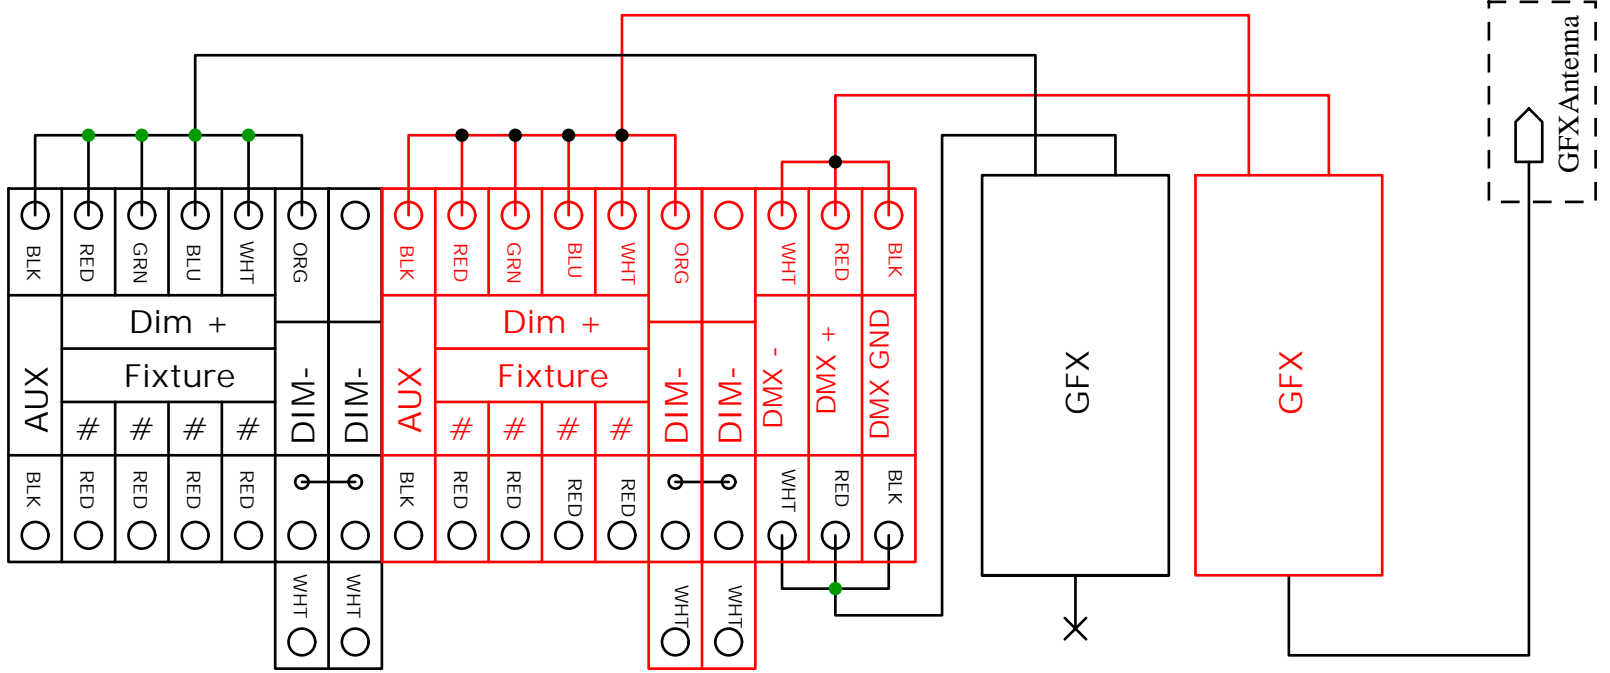 BLK RED GRN BLU WHT ORG BLK RED GRN BLU WHT ORG WHT RED BLK
Dim + Dim +
Fixture Fixture
AUX # # # # DIM- DIM- AUX # # # # DIM- DIM- DMX - DMX + DMX GND
BLK RED RED RED RED BLK RED RED RED RED WHT RED BLK
WHT WHT WHT WHT
GFX
GFX
GFX Antenna